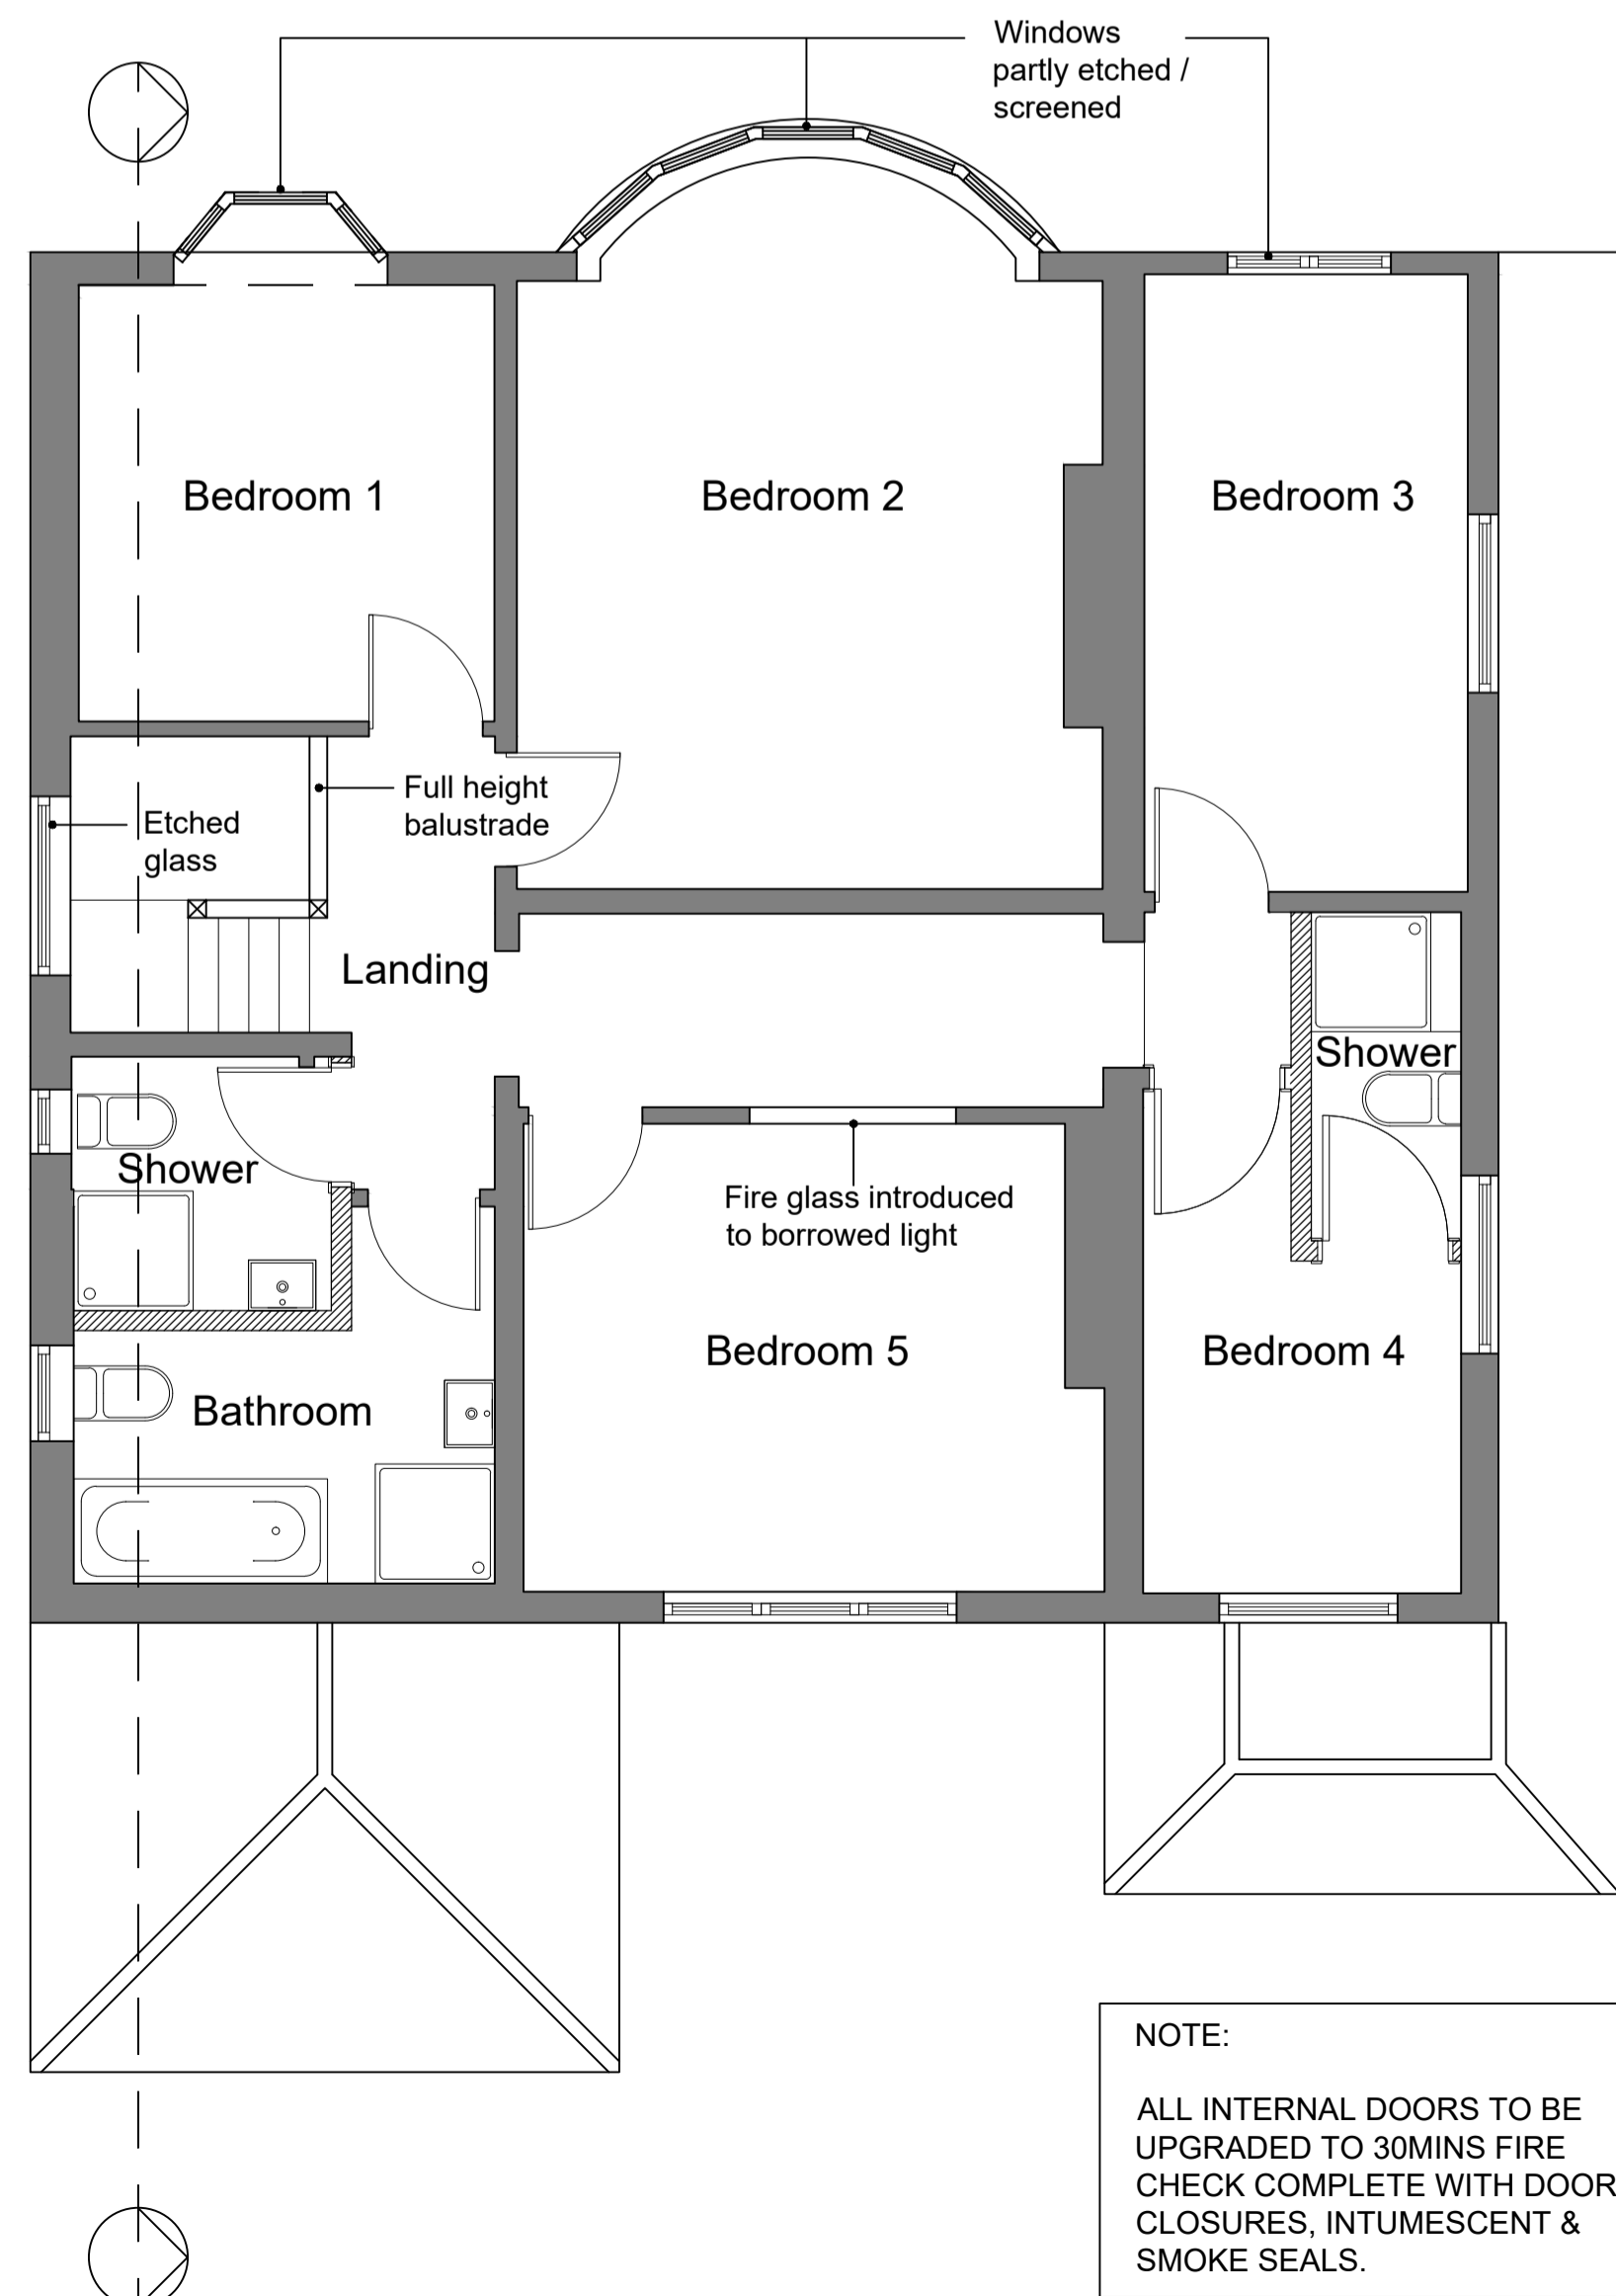 Windows
partly etched /
screened
Bedroom 1
Bedroom 2
Bedroom 3
Full height
balustrade
Etched
glass
Landing
Shower
Shower
Fire glass introduced
to borrowed light
Bedroom 5
Bedroom 4
Bathroom
NOTE:
ALL INTERNAL DOORS TO BE
UPGRADED TO 30MINS FIRE
CHECK COMPLETE WITH DOOR
CLOSURES, INTUMESCENT &
SMOKE SEALS.